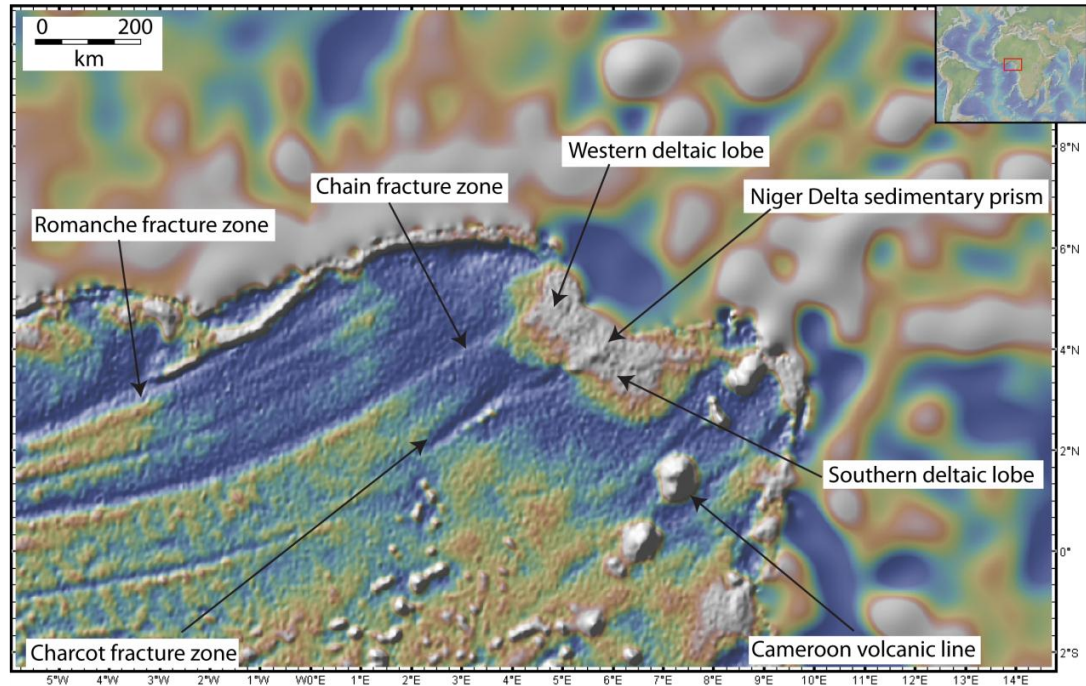 0 200
km
Western deltaic lobe
Chain fracture zone
Niger Delta sedimentary prism
Romanche fracture zone
Southern deltaic lobe
Charcot fracture zone
Cameroon volcanic line
8°N
6°N
4°N
2°N
0°
2°S
5°W
4°W
3°W
2°W
W0E
1°E
2°E
3°E
4°E
5°E
6°E
7°E
8°E
9°E
10°E
11°E
12°E
13°E
14°E